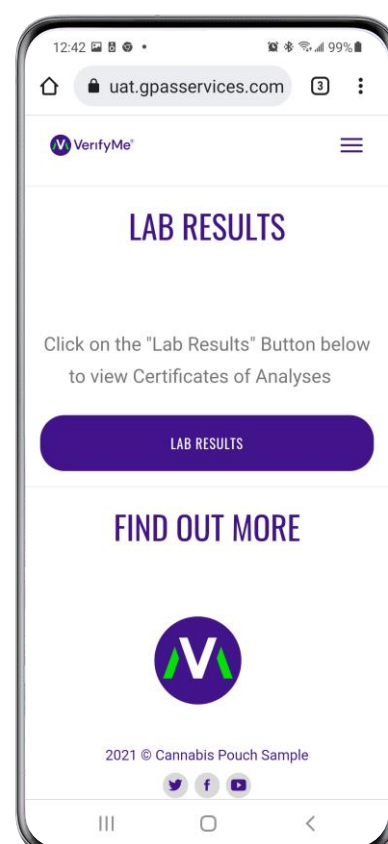 12:42
99%
uat.gpasservices.com
3
VerifyMe®
LAB RESULTS
Click on the "Lab Results" Button below
to view Certificates of Analyses
LAB RESULTS
FIND OUT MORE
2021 © Cannabis Pouch Sample